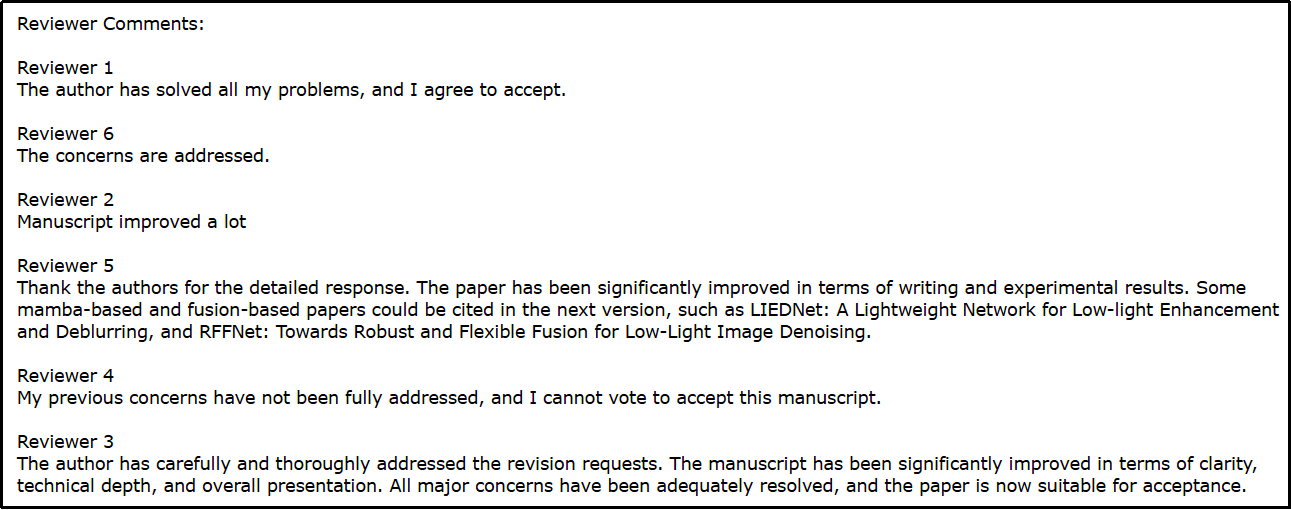 Reviewer Comments:
Reviewer 1
The author has solved all my problems, and I agree to accept.
Reviewer 6
The concerns are addressed.
Reviewer 2
Manuscript improved a lot
Reviewer 5
Thank the authors for the detailed response. The paper has been significantly improved in terms of writing and experimental results. Some
mamba-based and fusion-based papers could be cited in the next version, such as LIEDNet: A Lightweight Network for Low-light Enhancement
and Deblurring, and RFFNet: Towards Robust and Flexible Fusion for Low-Light Image Denoising.
Reviewer 4
My previous concerns have not been fully addressed, and I cannot vote to accept this manuscript.
Reviewer 3
The author has carefully and thoroughly addressed the revision requests. The manuscript has been significantly improved in terms of clarity,
technical depth, and overall presentation. All major concerns have been adequately resolved, and the paper is now suitable for acceptance.